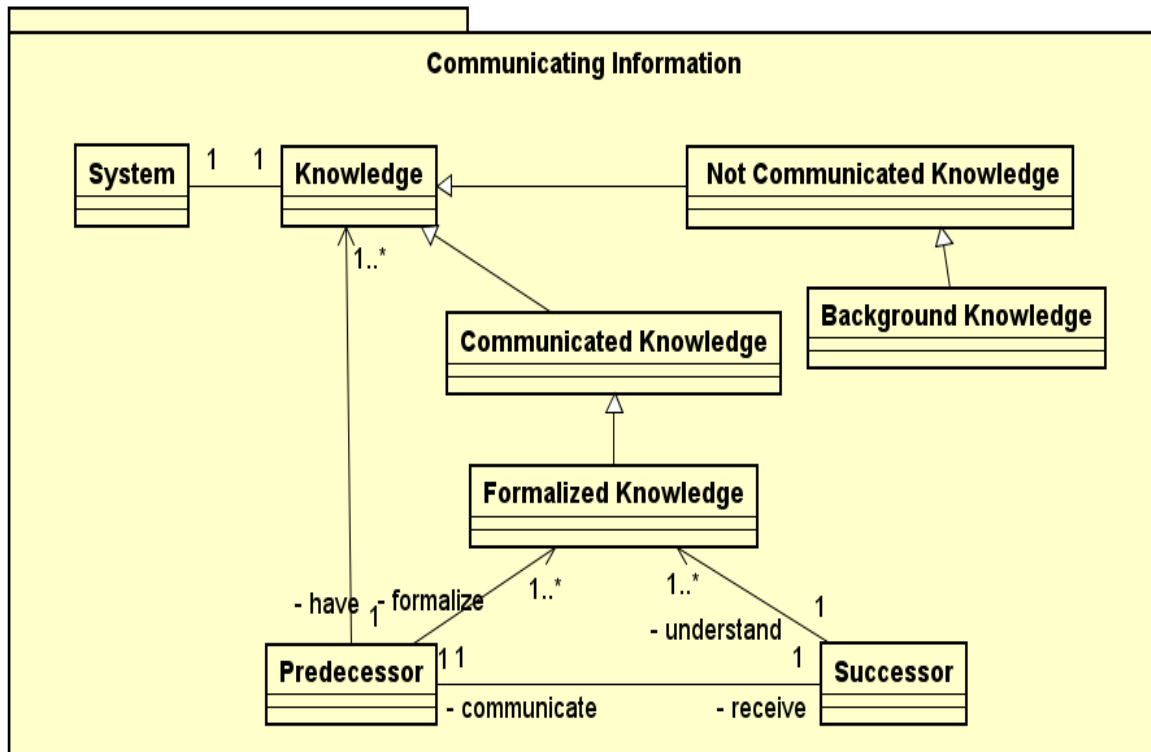 Communicating Information
System
1
1
Knowledge
Not Communicated Knowledge
1..*
Background Knowledge
Communicated Knowledge
Formalized Knowledge
1..*
1..*
- have
- formalize
1
1
- understand
Predecessor
1
1
1
Successor
- communicate
- receive